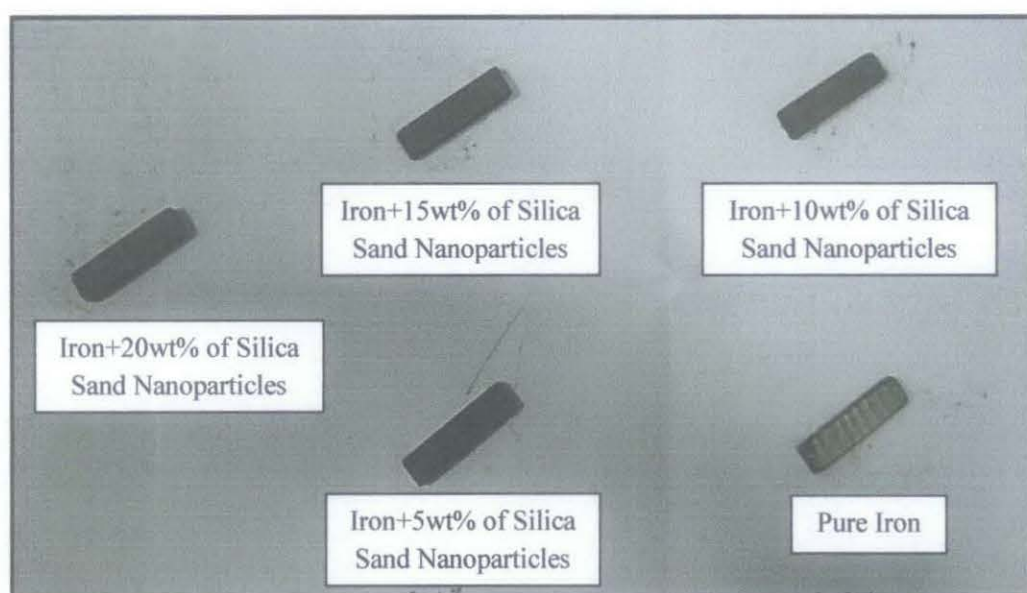 Iron+15wt% of Silica
Sand Nanoparticles
Iron+10wt% of Silica
Sand Nanoparticles
Iron+20wt% of Silica
Sand Nanoparticles
Iron+5wt% of Silica
Sand Nanoparticles
Pure Iron